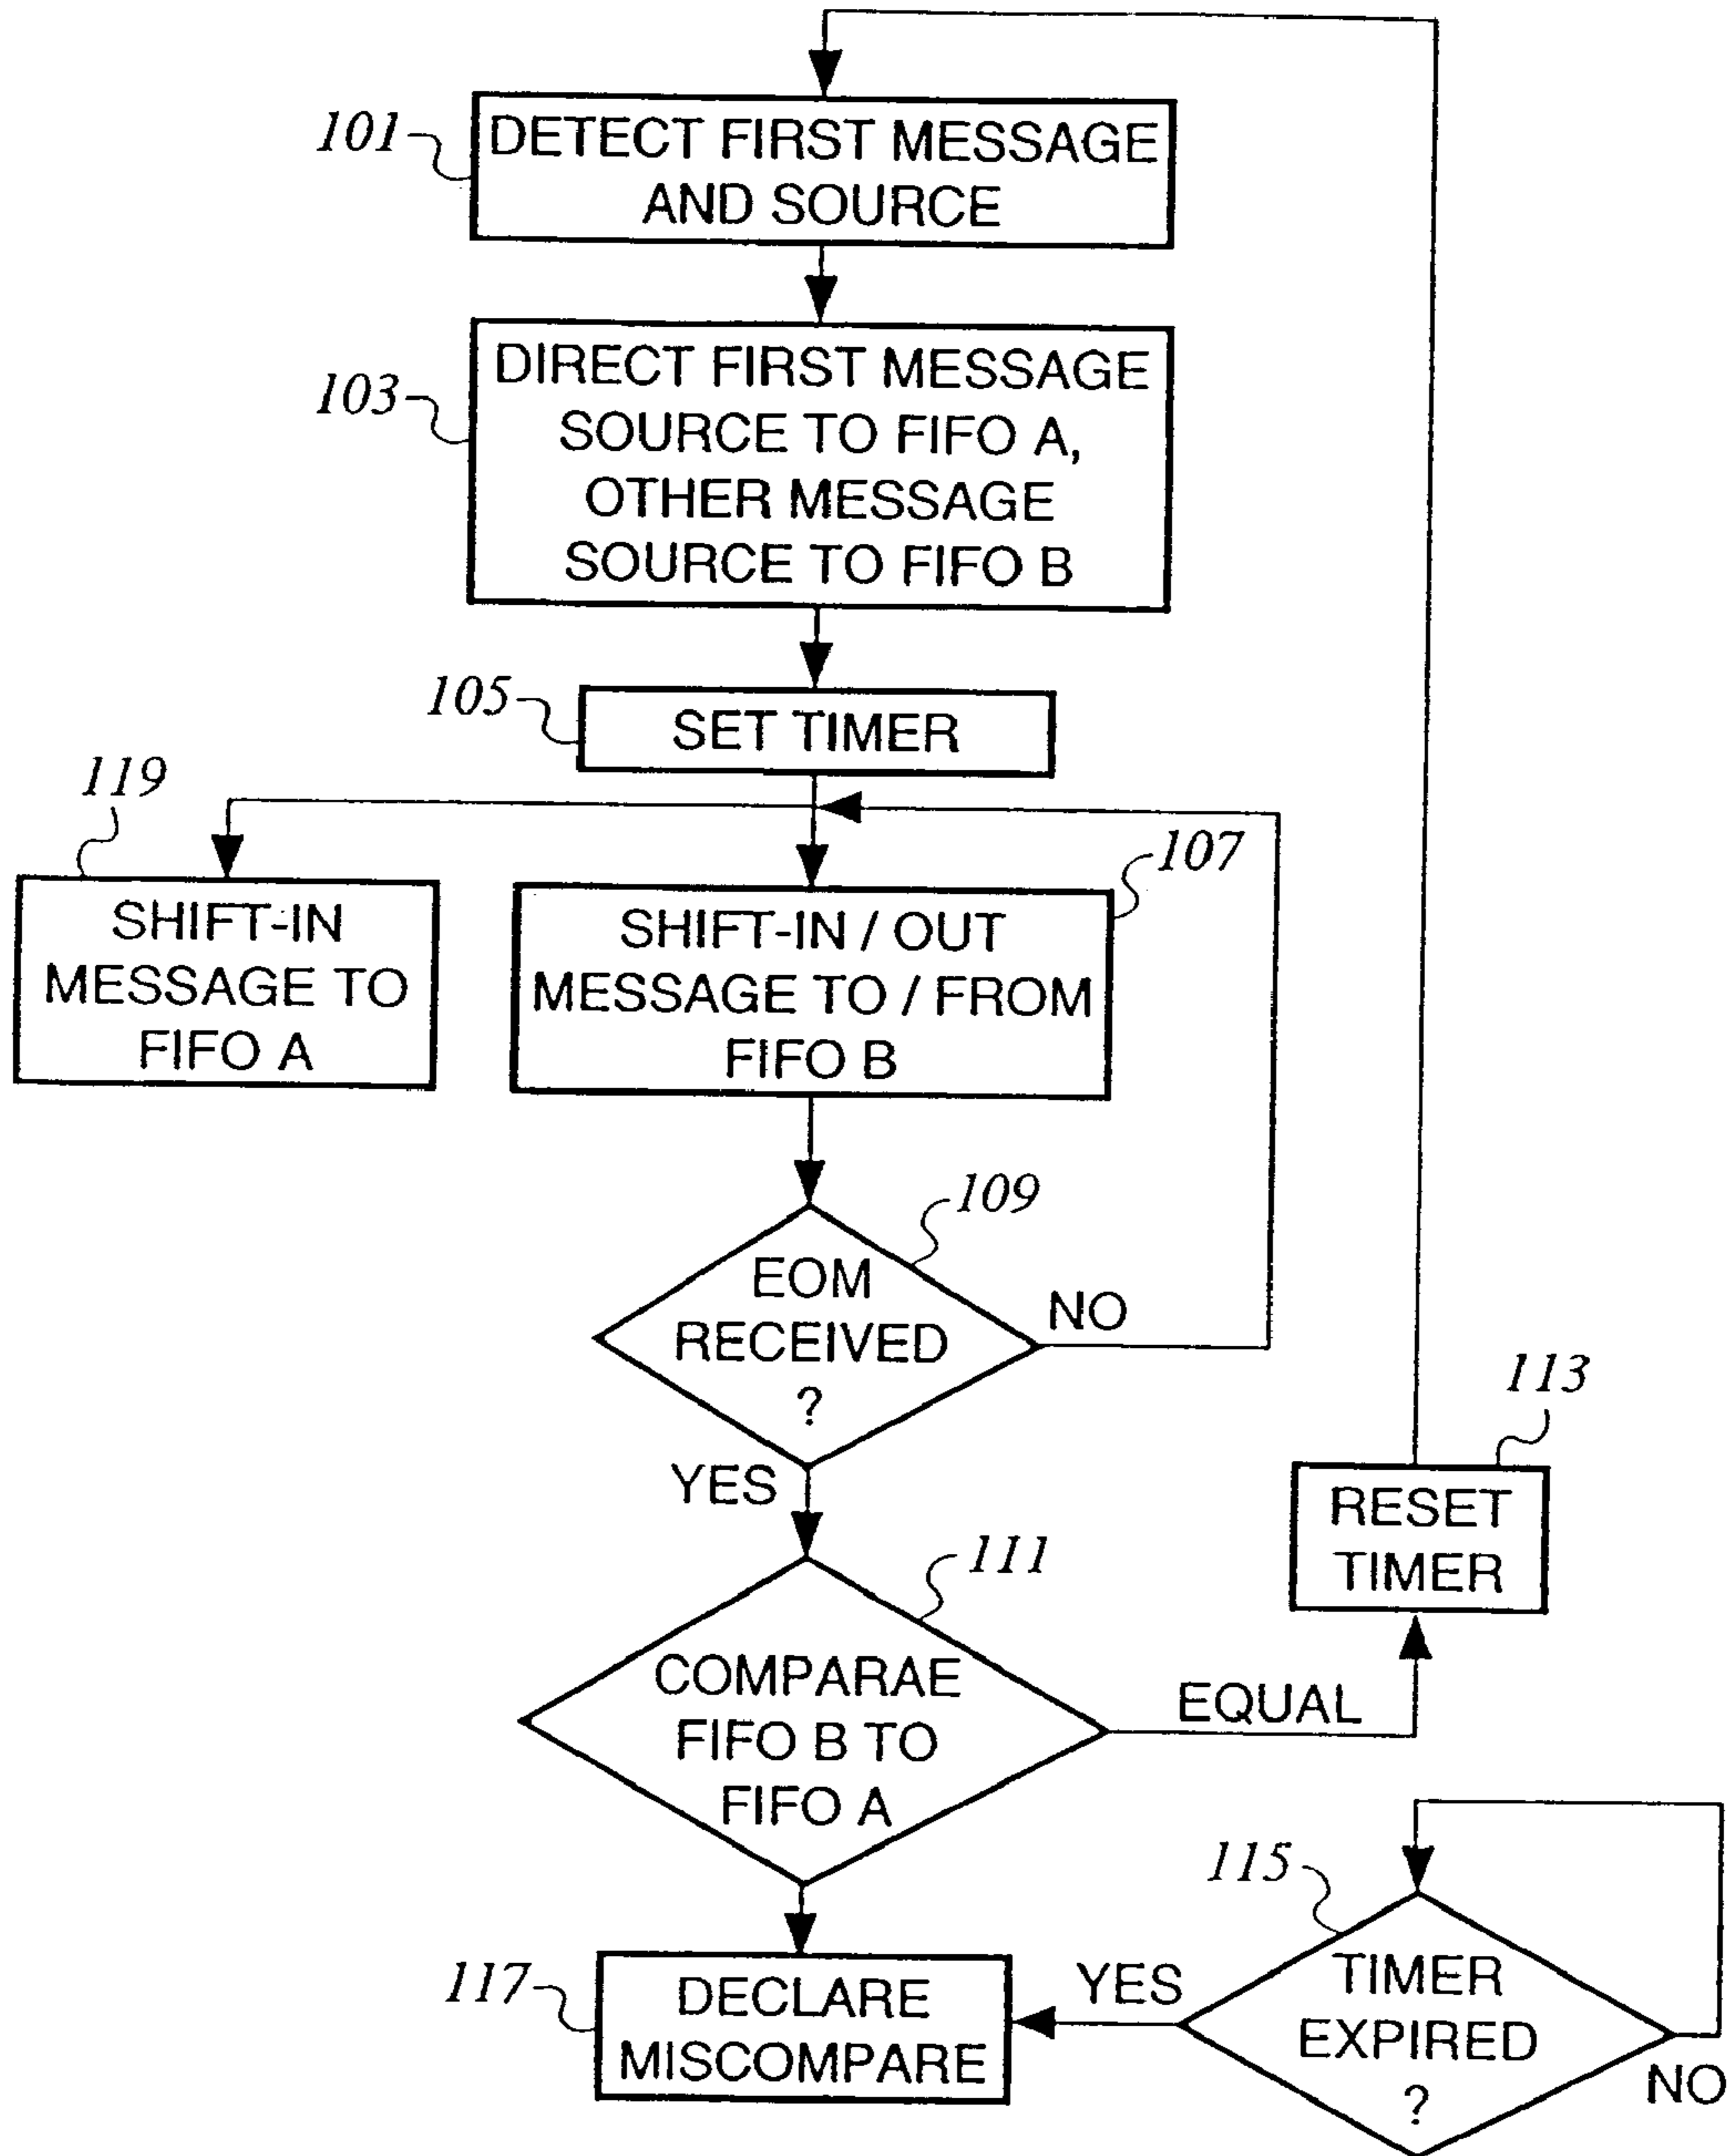 101
DETECT FIRST MESSAGE
AND SOURCE
103
DIRECT FIRST MESSAGE
SOURCE TO FIFO A,
OTHER MESSAGE
SOURCE TO FIFO B
105
SET TIMER
119
SHIFT-IN
MESSAGE TO
FIFO A
107
SHIFT-IN / OUT
MESSAGE TO / FROM
FIFO B
109
EOM
RECEIVED
?
NO
YES
113
RESET
TIMER
111
COMPARAE
FIFO B TO
FIFO A
EQUAL
115
TIMER
EXPIRED
?
YES
NO
117
DECLARE
MISCOMPARE